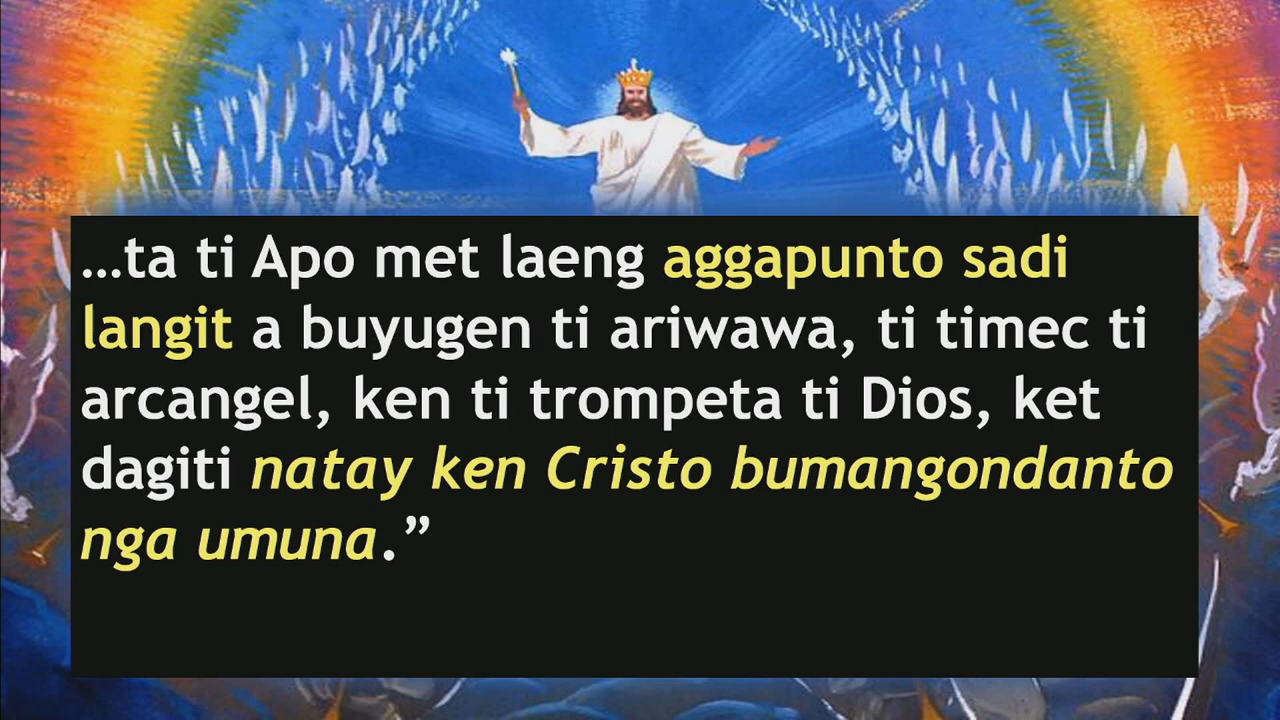 …ta ti Apo met laeng aggapunto sadi
langit a buyugen ti ariwawa, ti timec ti
arcangel, ken ti trompeta ti Dios, ket
dagiti natay ken Cristo bumangondanto
nga umuna.”